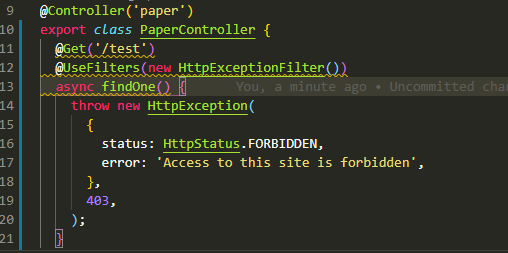 9 @Controller('paper')
10 export class PaperController {
11 @Get('/test')
12 @UseFilters(new HttpExceptionFilter())
13 async findOne() { You, a minute ago • Uncommitted cha
14 throw new HttpException(
15 {
16 status: HttpStatus.FORBIDDEN,
17 error: 'Access to this site is forbidden',
18 },
19 403,
20 );
21 }